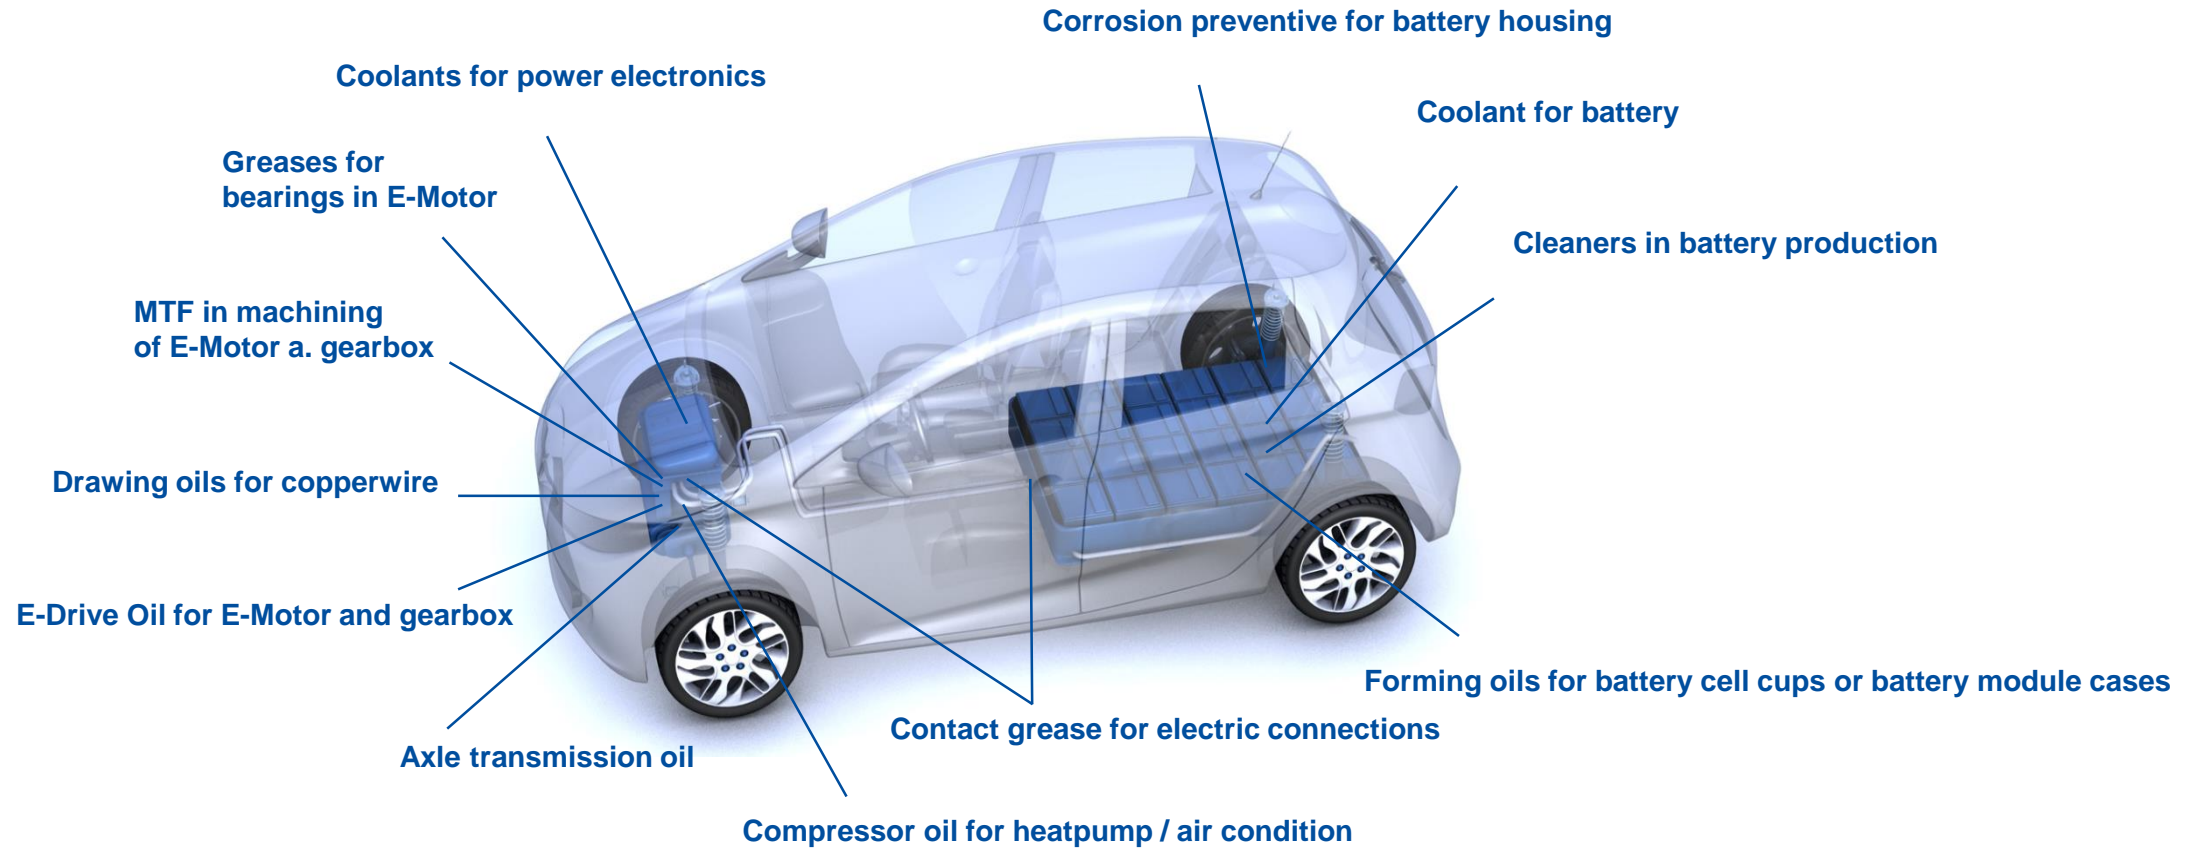 Corrosion preventive for battery housing
Coolants for power electronics
Coolant for battery
Greases for
bearings in E-Motor
Cleaners in battery production
MTF in machining
of E-Motor a. gearbox
Drawing oils for copperwire
E-Drive Oil for E-Motor and gearbox
Forming oils for battery cell cups or battery module cases
Contact grease for electric connections
Axle transmission oil
Compressor oil for heatpump / air condition